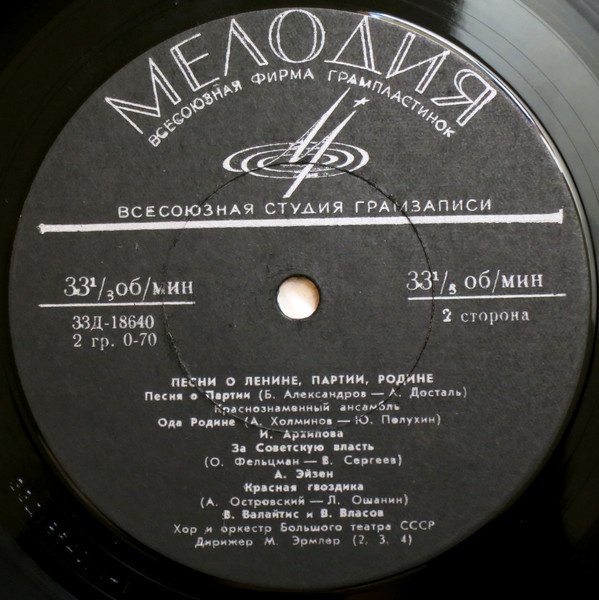 МЕЛОДИЯ
ВСЕСОЮЗНАЯ ФИРМА ГРАМПЛАСТИНОК
ВСЕСОЮЗНАЯ СТУДИЯ ГРАМЗАПИСИ
33¹/₃ об/мин
33¹/₃ об/мин
33Д-18640
2 гр. 0-70
2 сторона
ПЕСНИ О ЛЕНИНЕ, ПАРТИИ, РОДИНЕ
Песня о Партии (Б. Александров — А. Досталь)
Краснознаменный ансамбль
Ода Родине (А. Холминов — Ю. Полухин)
И. Архипова
За Советскую власть
(О. Фельцман — В. Сергеев)
А. Эйзен
Красная гвоздика
(А. Островский — Л. Ошанин)
В. Валайтис и В. Власов
Хор и оркестр Большого театра СССР
Дирижер М. Эрмлер (2, 3, 4)